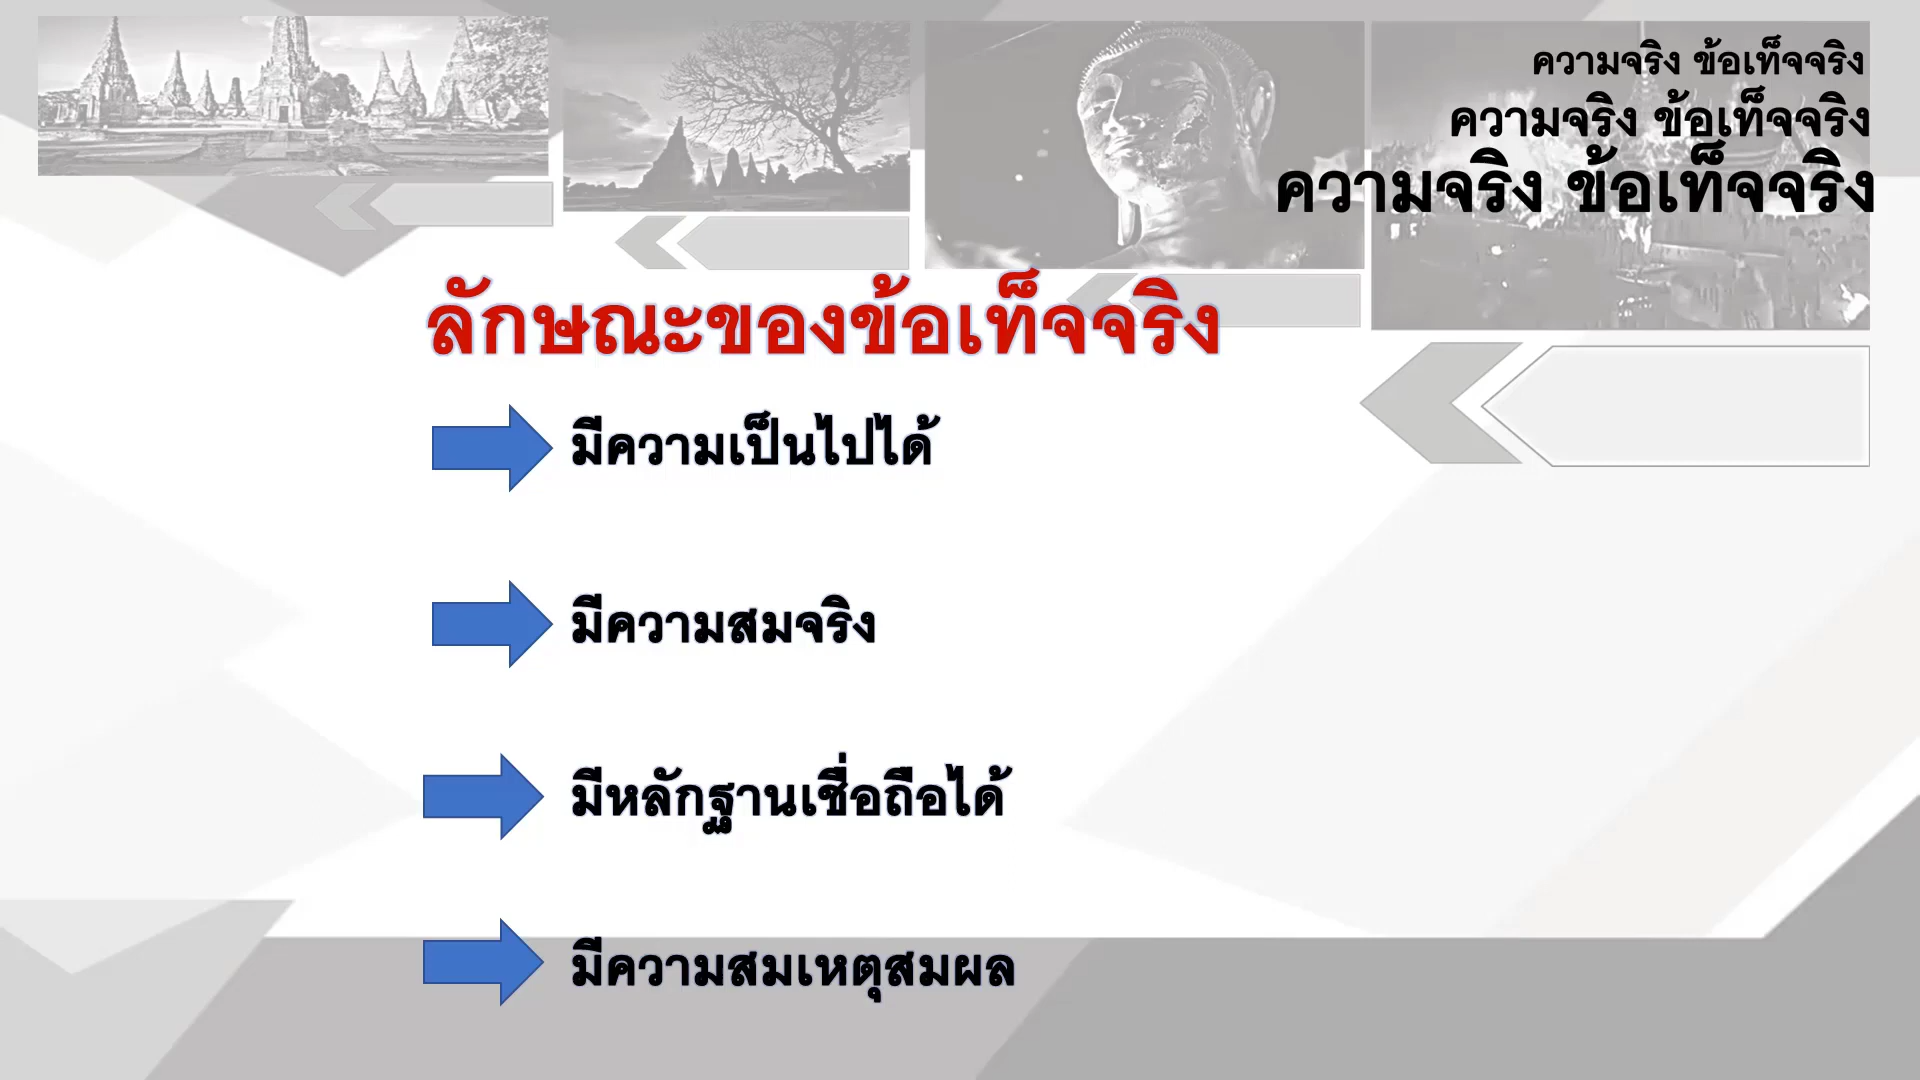 ความจริง ข้อเท็จจริง
ความจริง ข้อเท็จจริง
ความจริง ข้อเท็จจริง
ลักษณะของข้อเท็จจริง
มีความเป็นไปได้
มีความสมจริง
มีหลักฐานเชื่อถือได้
มีความสมเหตุสมผล